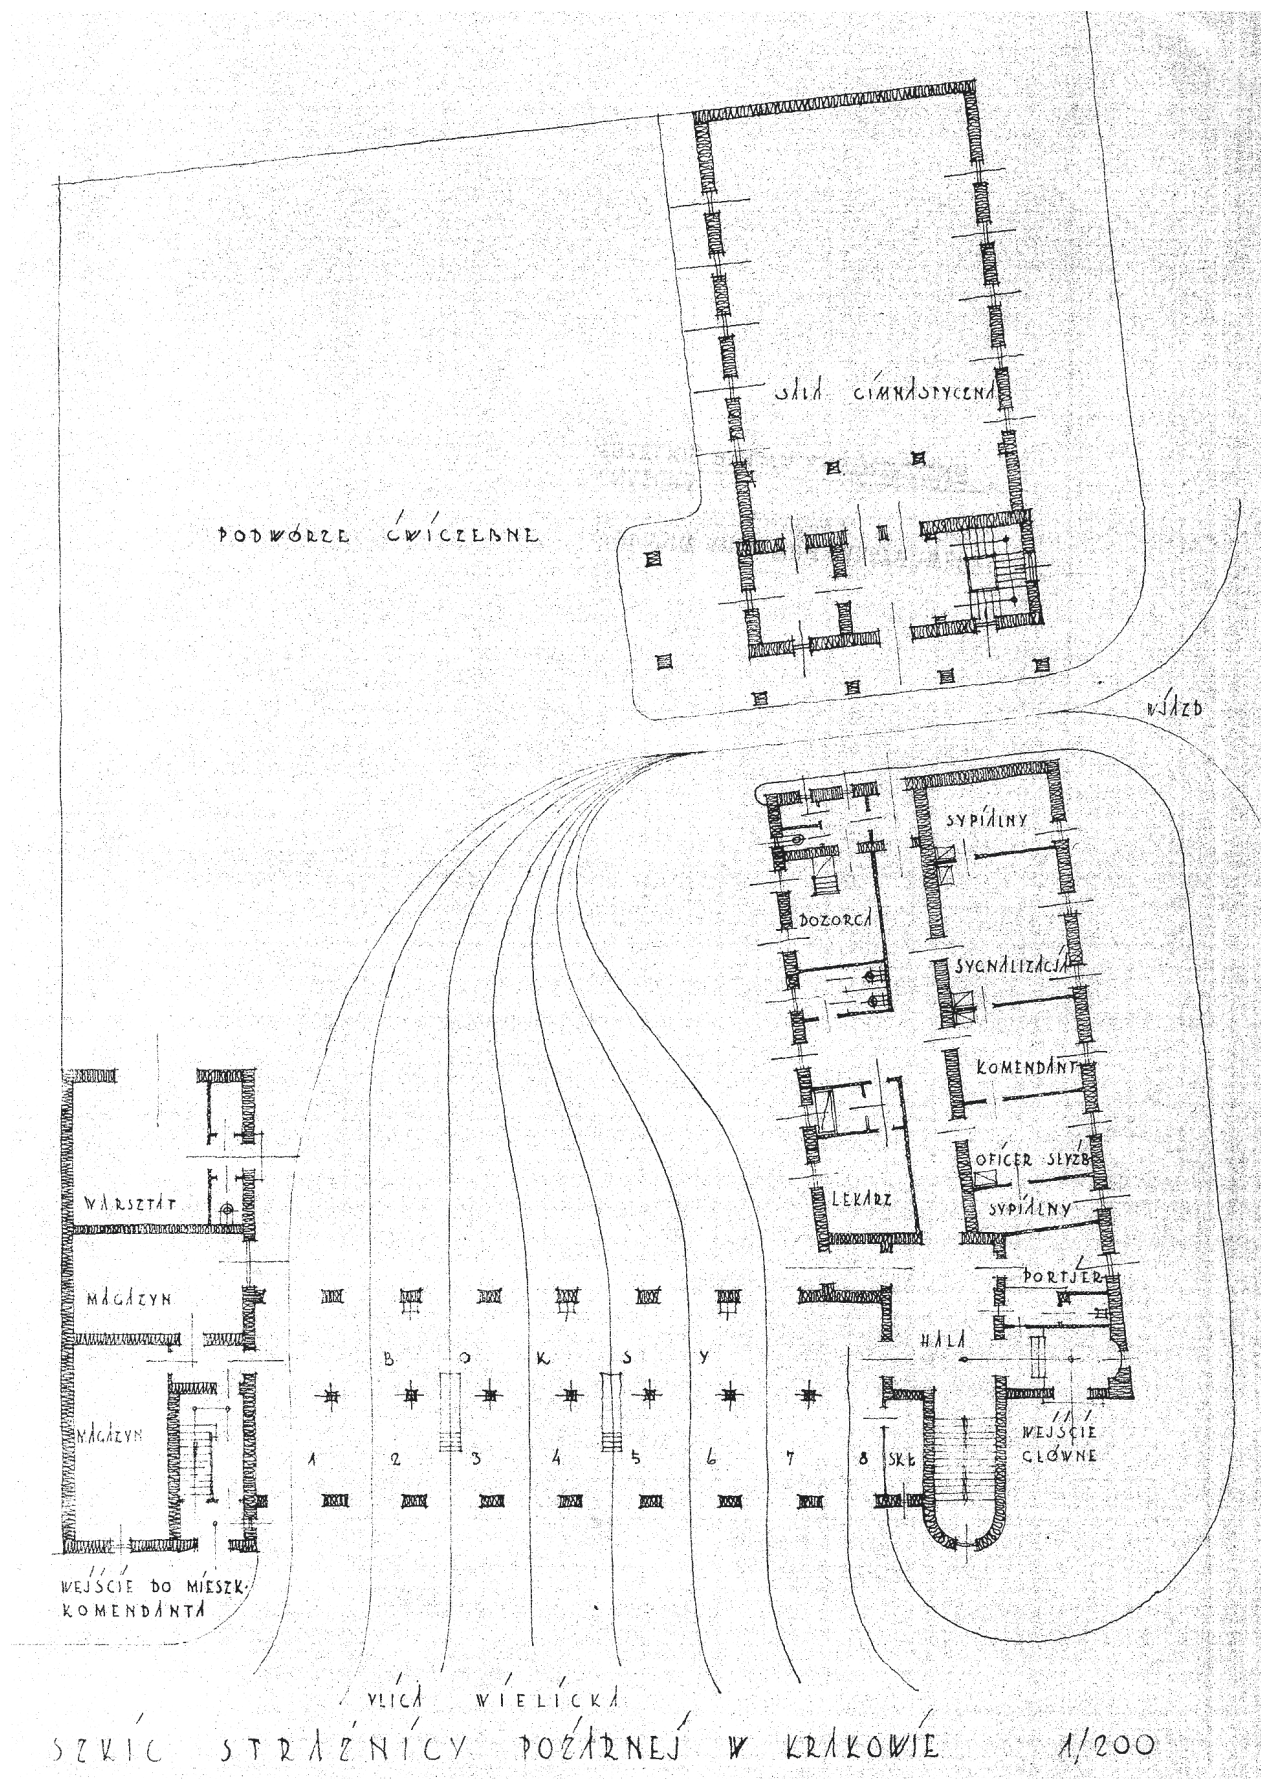 SALA GIMNASTYCZNA
PODWÓRZE ĆWICZEBNE
WJAZD
SYPIALNY
DOZORCA
SYGNALIZACJA
KOMENDANT
OFICER SŁUŻB
SYPIALNY
LEKARZ
WARSZTAT
PORTJER
MAGAZYN
HALA
BOKSY
MAGAZYN
WEJŚCIE
GŁÓWNE
1 2 3 4 5 6 7 8 SKŁ
WEJŚCIE DO MIESZK.
KOMENDANTA
ULICA WIELICKA
SZKIC STRAŻNICY POŻARNEJ W KRAKOWIE 1/200